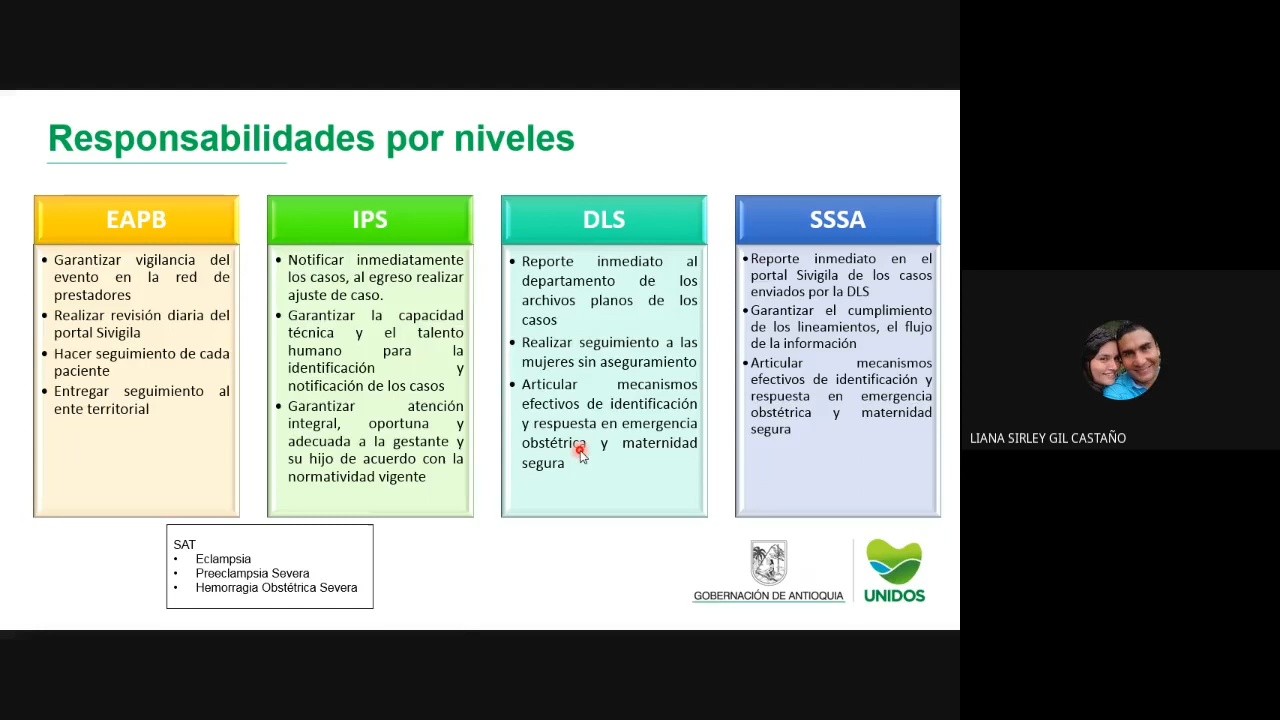 Responsabilidades por niveles
EAPB
• Garantizar vigilancia del
evento en la red de
prestadores
• Realizar revisión diaria del
portal Sivigila
• Hacer seguimiento de cada
paciente
• Entregar seguimiento al
ente territorial
IPS
• Notificar inmediatamente
los casos, al egreso realizar
ajuste de caso.
• Garantizar la capacidad
técnica y el talento
humano para la
identificación y
notificación de los casos
• Garantizar atención
integral, oportuna y
adecuada a la gestante y
su hijo de acuerdo con la
normatividad vigente
DLS
• Reporte inmediato al
departamento de los
archivos planos de los
casos
• Realizar seguimiento a las
mujeres sin aseguramiento
• Articular mecanismos
efectivos de identificación
y respuesta en emergencia
obstétrica y maternidad
segura
SSSA
• Reporte inmediato en el
portal Sivigila de los casos
enviados por la DLS
• Garantizar el cumplimiento
de los lineamientos, el flujo
de la información
• Articular mecanismos
efectivos de identificación y
respuesta en emergencia
obstétrica y maternidad
segura
SAT
• Eclampsia
• Preeclampsia Severa
• Hemorragia Obstétrica Severa
GOBERNACIÓN DE ANTIOQUIA
UNIDOS
LIANA SIRLEY GIL CASTAÑO